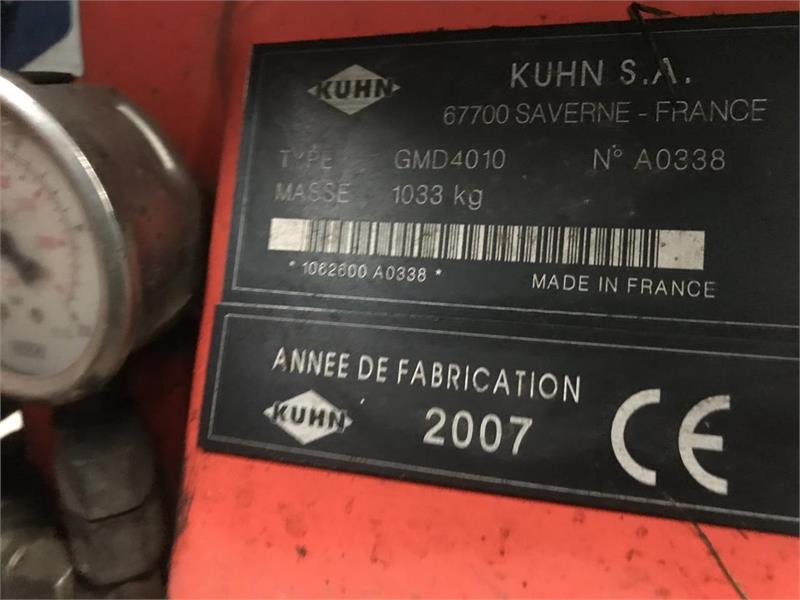 KUHN
KUHN S.A.
67700 SAVERNE - FRANCE
TYPE GMD4010 N° A0338
MASSE 1033 kg
* 1062600 A0338 *
MADE IN FRANCE
ANNEE DE FABRICATION
KUHN
2007
CE